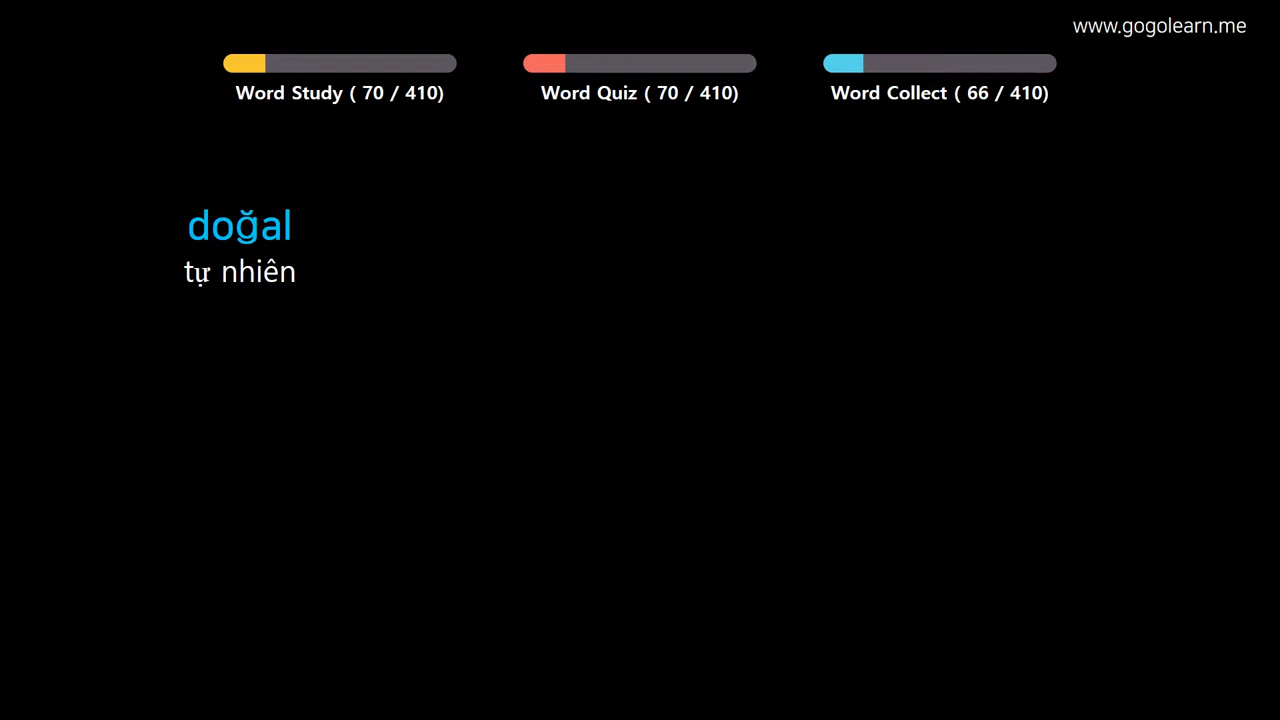 www.gogolearn.me
Word Study ( 70 / 410)
Word Quiz ( 70 / 410)
Word Collect ( 66 / 410)
doğal
tự nhiên